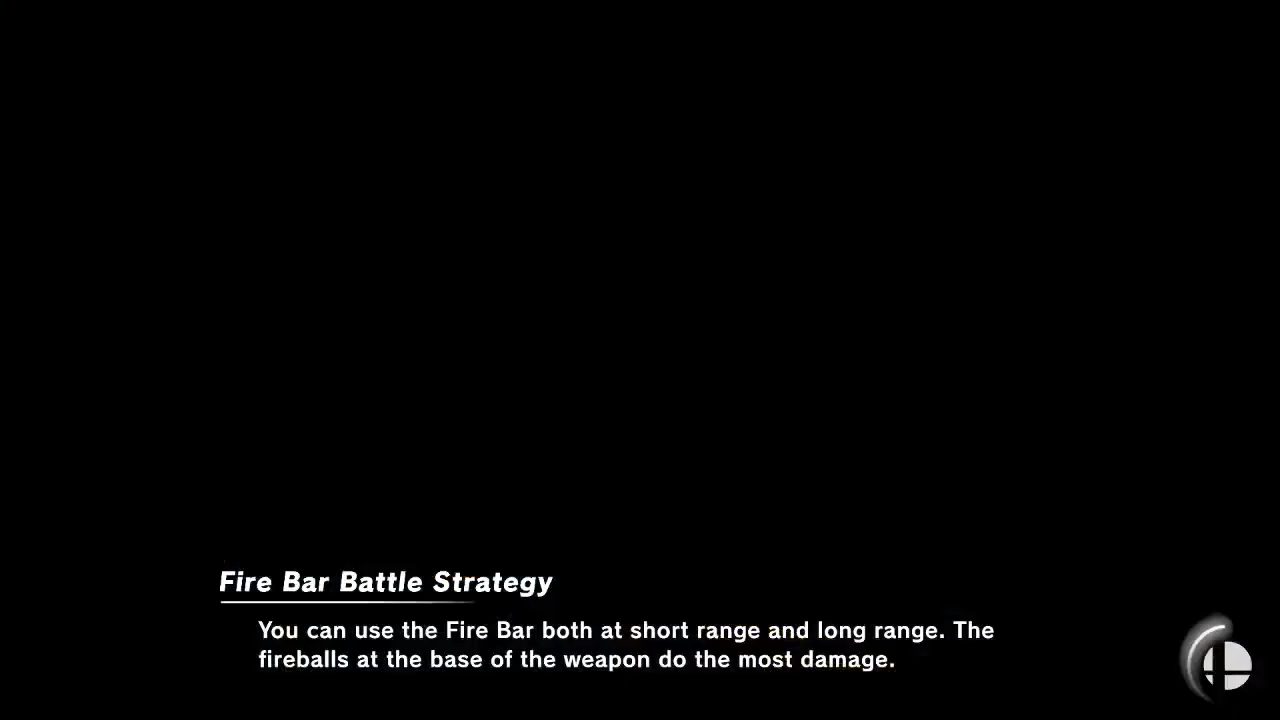 Fire Bar Battle Strategy
You can use the Fire Bar both at short range and long range. The
fireballs at the base of the weapon do the most damage.